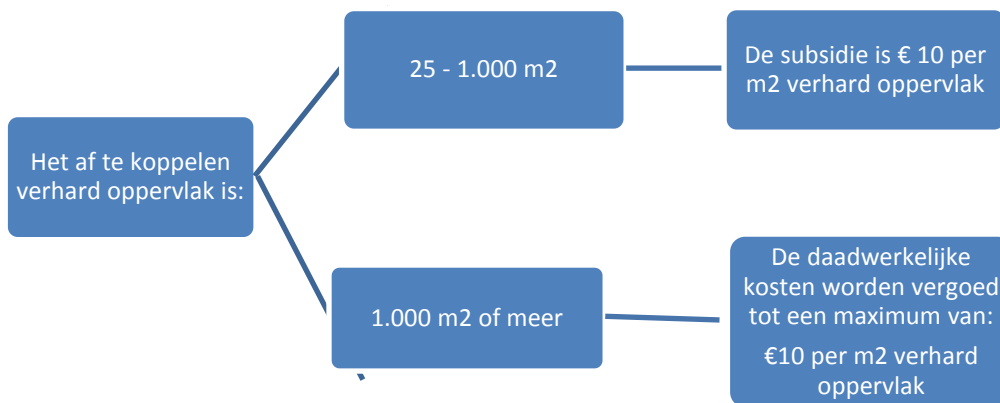 Het af te koppelen
verhard oppervlak is:
25 - 1.000 m2
De subsidie is € 10 per
m2 verhard oppervlak
1.000 m2 of meer
De daadwerkelijke
kosten worden vergoed
tot een maximum van:
€10 per m2 verhard
oppervlak